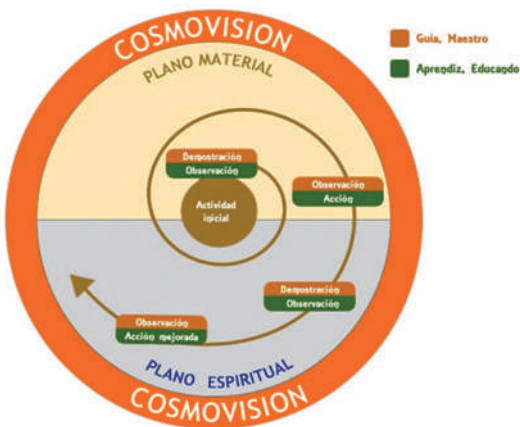 COSMOVISION
PLANO MATERIAL
Guia, Maestro
Aprendiz, Educando
Demostración
Observación
Observación
Acción
Actividad
inicial
Demostración
Observación
Observación
Acción mejorada
PLANO ESPIRITUAL
COSMOVISION